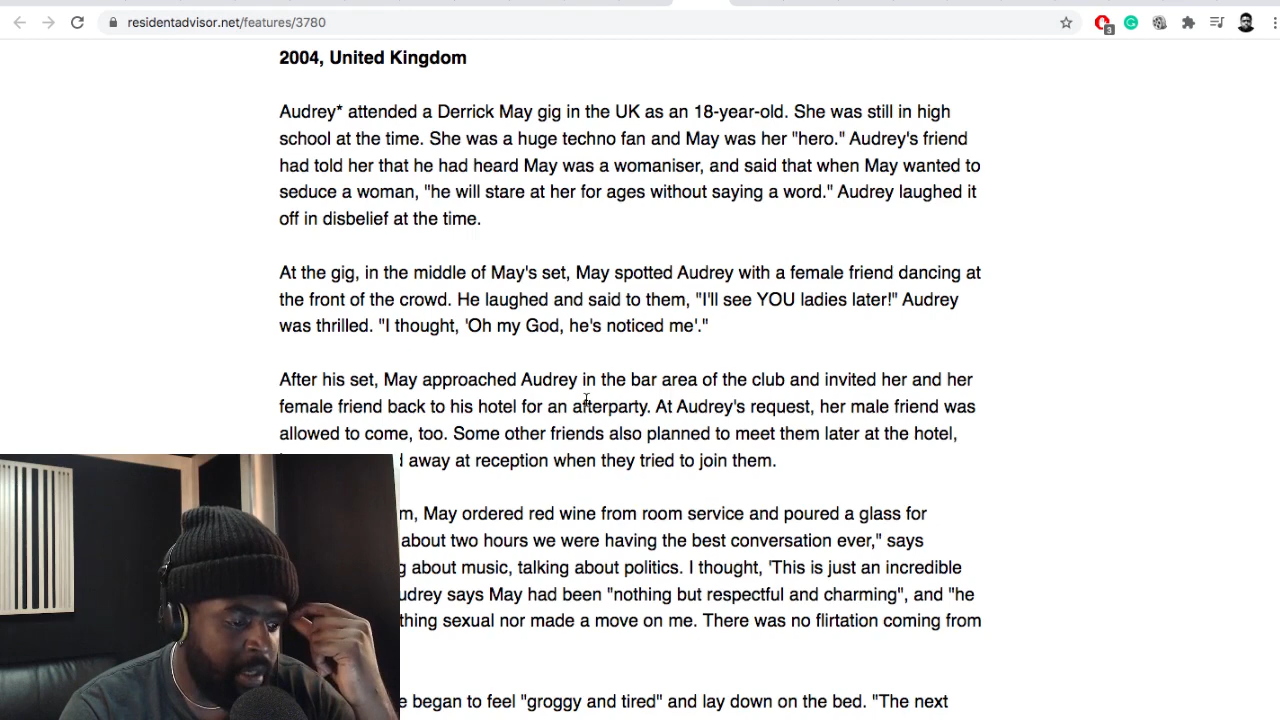 residentadvisor.net/features/3780
3
2004, United Kingdom
Audrey* attended a Derrick May gig in the UK as an 18-year-old. She was still in high
school at the time. She was a huge techno fan and May was her "hero." Audrey's friend
had told her that he had heard May was a womaniser, and said that when May wanted to
seduce a woman, "he will stare at her for ages without saying a word." Audrey laughed it
off in disbelief at the time.
At the gig, in the middle of May's set, May spotted Audrey with a female friend dancing at
the front of the crowd. He laughed and said to them, "I'll see YOU ladies later!" Audrey
was thrilled. "I thought, 'Oh my God, he's noticed me'."
After his set, May approached Audrey in the bar area of the club and invited her and her
female friend back to his hotel for an afterparty. At Audrey's request, her male friend was
allowed to come, too. Some other friends also planned to meet them later at the hotel,
away at reception when they tried to join them.
May ordered red wine from room service and poured a glass for
about two hours we were having the best conversation ever," says
about music, talking about politics. I thought, 'This is just an incredible
says May had been "nothing but respectful and charming", and "he
sexual nor made a move on me. There was no flirtation coming from
began to feel "groggy and tired" and lay down on the bed. "The next